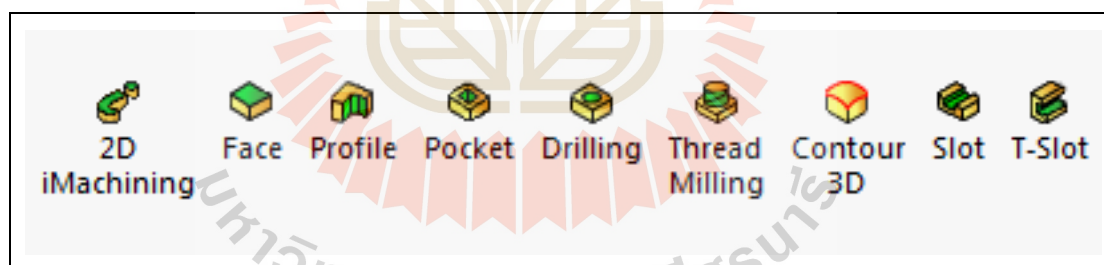 2D Face Profile Pocket Drilling Thread Contour Slot T-Slot
iMachining Milling 3D